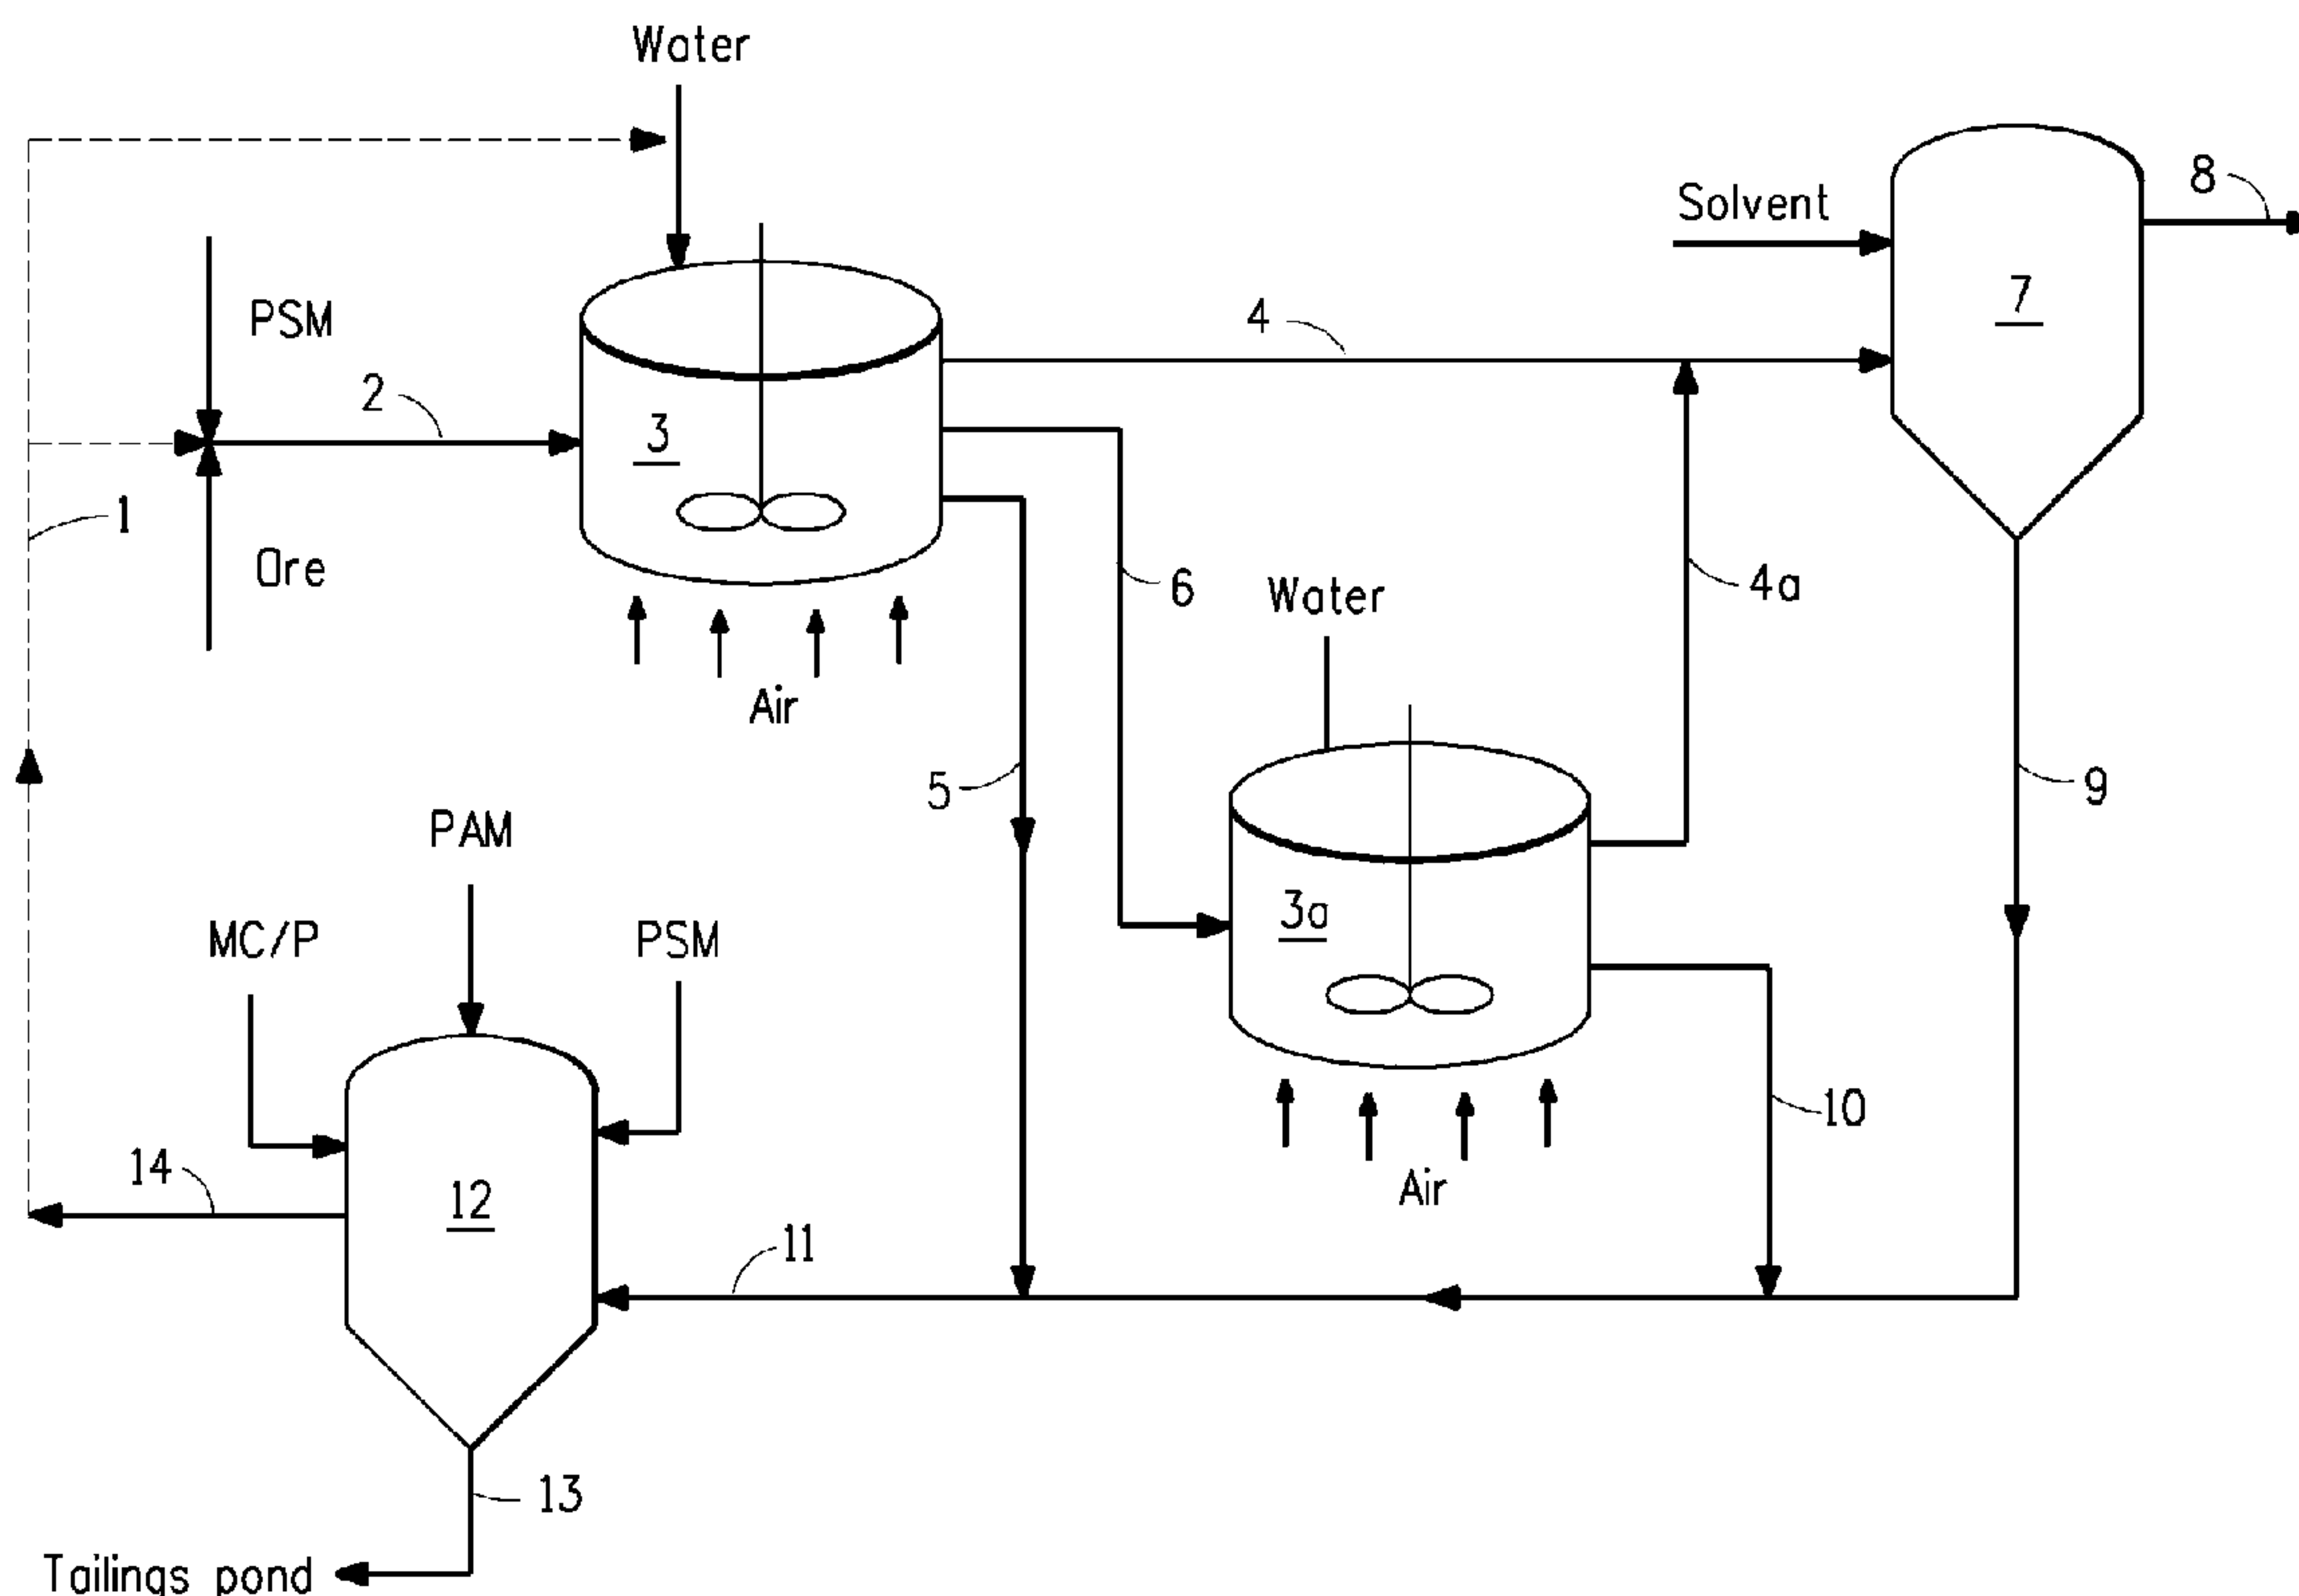 Water
8
Solvent
7
PSM
4
2
3
1
Ore
6
Water
4a
Air
5
9
PAM
3a
MC/P
PSM
10
14
12
Air
11
13
Tailings pond